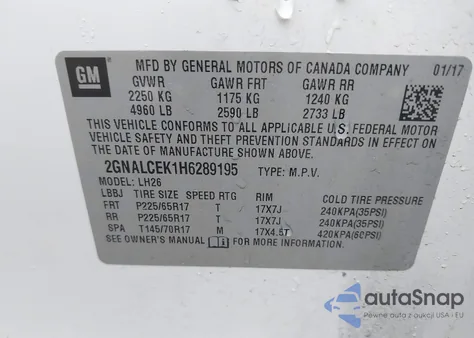 GM
MFD BY GENERAL MOTORS OF CANADA COMPANY 01/17
GVWR GAWR FRT GAWR RR
2250 KG 1175 KG 1240 KG
4960 LB 2590 LB 2733 LB
THIS VEHICLE CONFORMS TO ALL APPLICABLE U.S. FEDERAL MOTOR
VEHICLE SAFETY AND THEFT PREVENTION STANDARDS IN EFFECT
ON THE DATE OF MANUFACTURE SHOWN ABOVE.
2GNALCEK1H6289195 TYPE: M.P.V.
MODEL: LH26
LBBJ TIRE SIZE SPEED RTG RIM COLD TIRE PRESSURE
FRT P225/65R17 T 17X7J 240KPA(35PSI)
RR P225/65R17 T 17X7J 240KPA(35PSI)
SPA T145/70R17 M 17X4.5T 420KPA(60PSI)
SEE OWNER'S MANUAL FOR MORE INFORMATION.
autoSnap
Auto z aukcji USA i EU